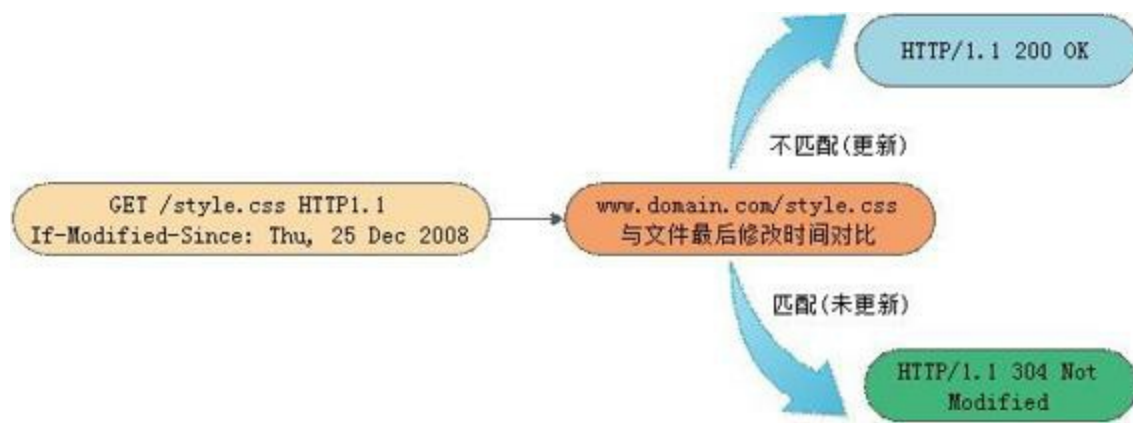 HTTP/1.1 200 OK
不匹配(更新)
GET /style.css HTTP1.1
If-Modified-Since: Thu, 25 Dec 2008
www.domain.com/style.css
与文件最后修改时间对比
匹配(未更新)
HTTP/1.1 304 Not
Modified